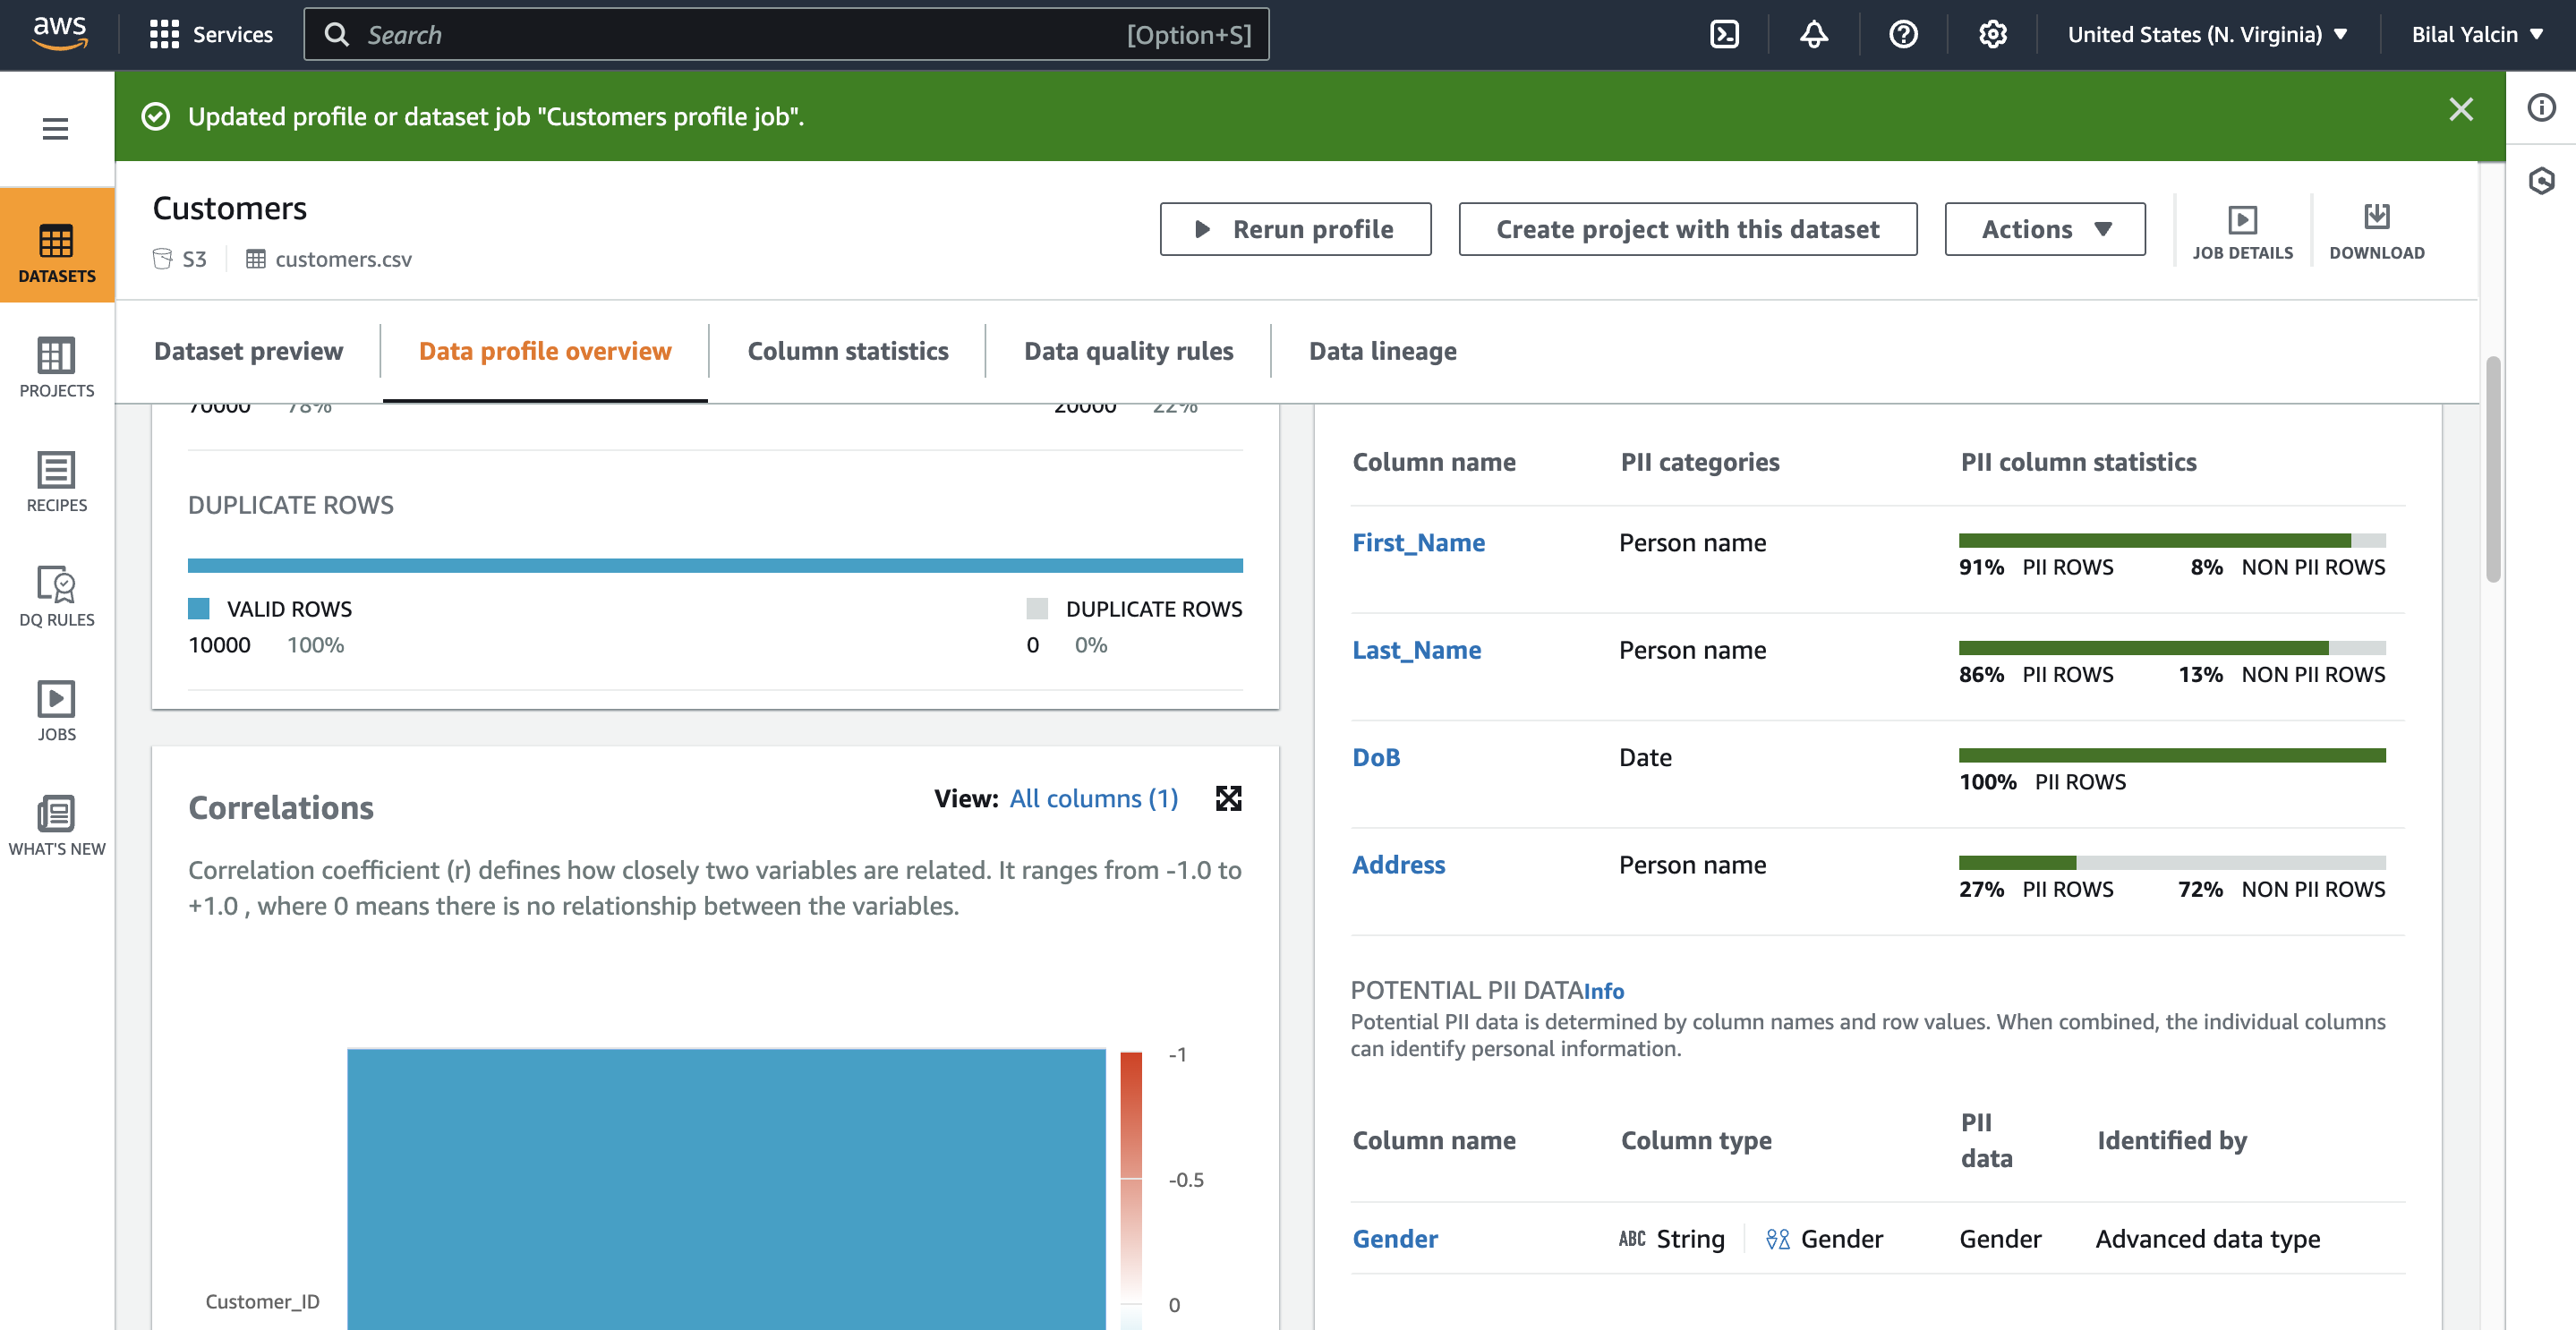 aws
Services
Search
[Option+S]
United States (N. Virginia)
Bilal Yalcin
Updated profile or dataset job "Customers profile job".
DATASETS
PROJECTS
RECIPES
DQ RULES
JOBS
WHAT'S NEW
Customers
S3
customers.csv
Rerun profile
Create project with this dataset
Actions
JOB DETAILS
DOWNLOAD
Dataset preview
Data profile overview
Column statistics
Data quality rules
Data lineage
70000 78%
20000 22%
DUPLICATE ROWS
VALID ROWS
10000 100%
DUPLICATE ROWS
0 0%
Correlations
View: All columns (1)
Correlation coefficient (r) defines how closely two variables are related. It ranges from -1.0 to
+1.0 , where 0 means there is no relationship between the variables.
-1
-0.5
0
Customer_ID
Column name PII categories PII column statistics
First_Name Person name
91% PII ROWS 8% NON PII ROWS
Last_Name Person name
86% PII ROWS 13% NON PII ROWS
DoB Date
100% PII ROWS
Address Person name
27% PII ROWS 72% NON PII ROWS
POTENTIAL PII DATAInfo
Potential PII data is determined by column names and row values. When combined, the individual columns
can identify personal information.
Column name Column type PII data Identified by
Gender ABC String Gender Gender Advanced data type